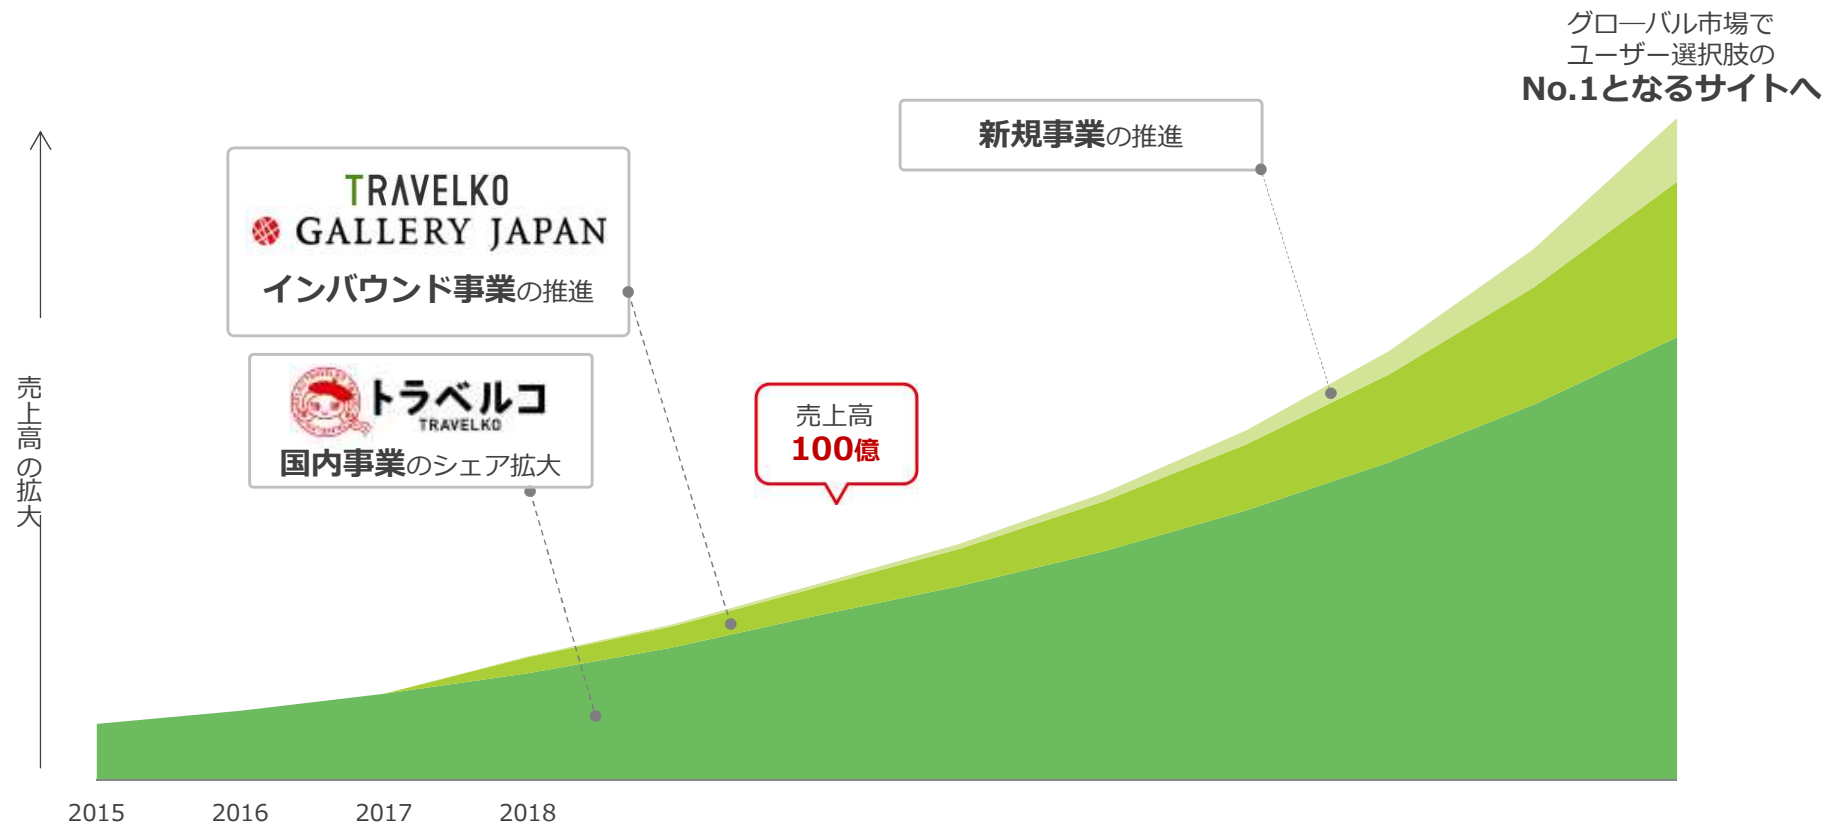 グローバル市場で
ユーザー選択肢の
No.1となるサイトへ
新規事業の推進
TRAVELKO
GALLERY JAPAN
インバウンド事業の推進
トラベルコ
TRAVELKO
国内事業のシェア拡大
売上高
100億
売上高の拡大
2015 2016 2017 2018